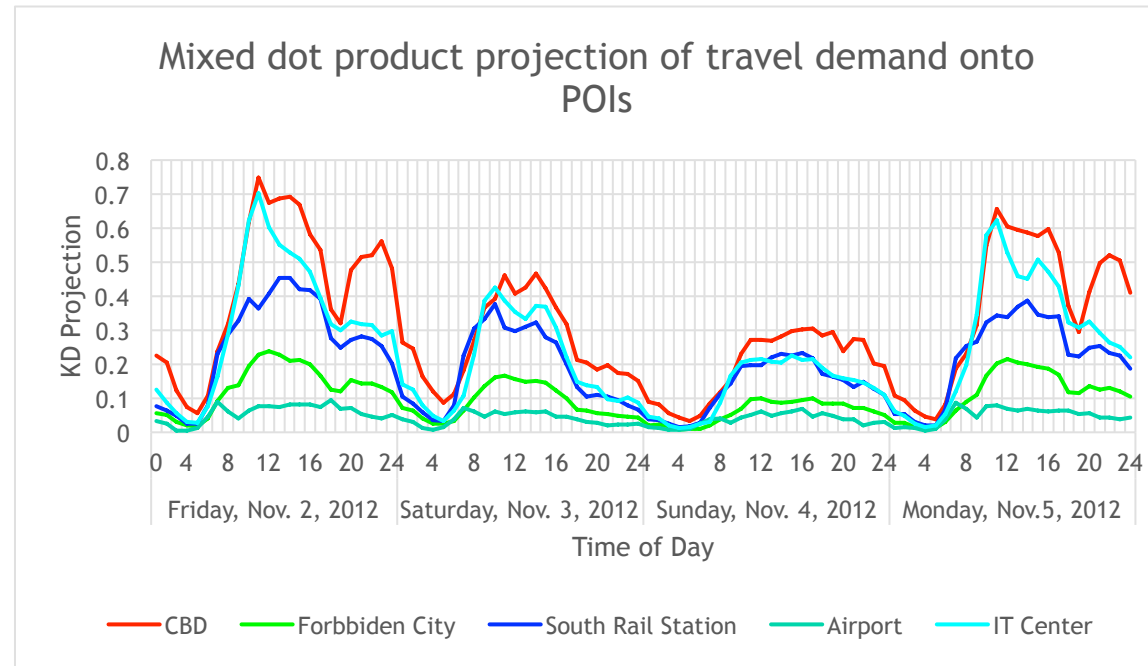 Mixed dot product projection of travel demand onto
POIs
KD Projection
0.8
0.7
0.6
0.5
0.4
0.3
0.2
0.1
0
0 4 8 12 16 20 24 4 8 12 16 20 24 4 8 12 16 20 24 4 8 12 16 20 24
Friday, Nov. 2, 2012 Saturday, Nov. 3, 2012 Sunday, Nov. 4, 2012 Monday, Nov.5, 2012
Time of Day
CBD Forbbiden City South Rail Station Airport IT Center